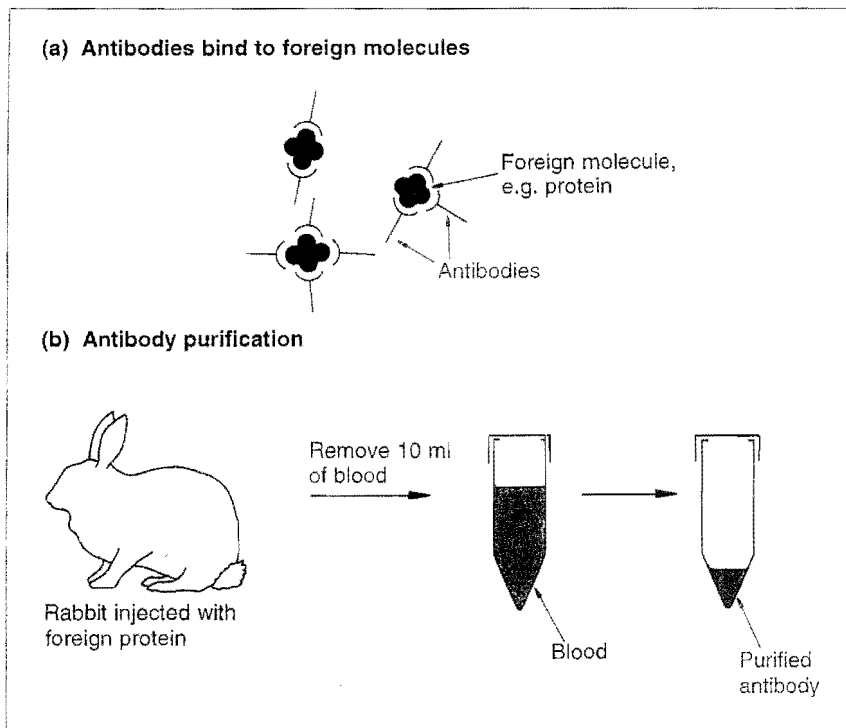 (a) Antibodies bind to foreign molecules
Foreign molecule,
e.g. protein
Antibodies
(b) Antibody purification
Remove 10 ml
of blood
Rabbit injected with
foreign protein
Blood
Purified
antibody